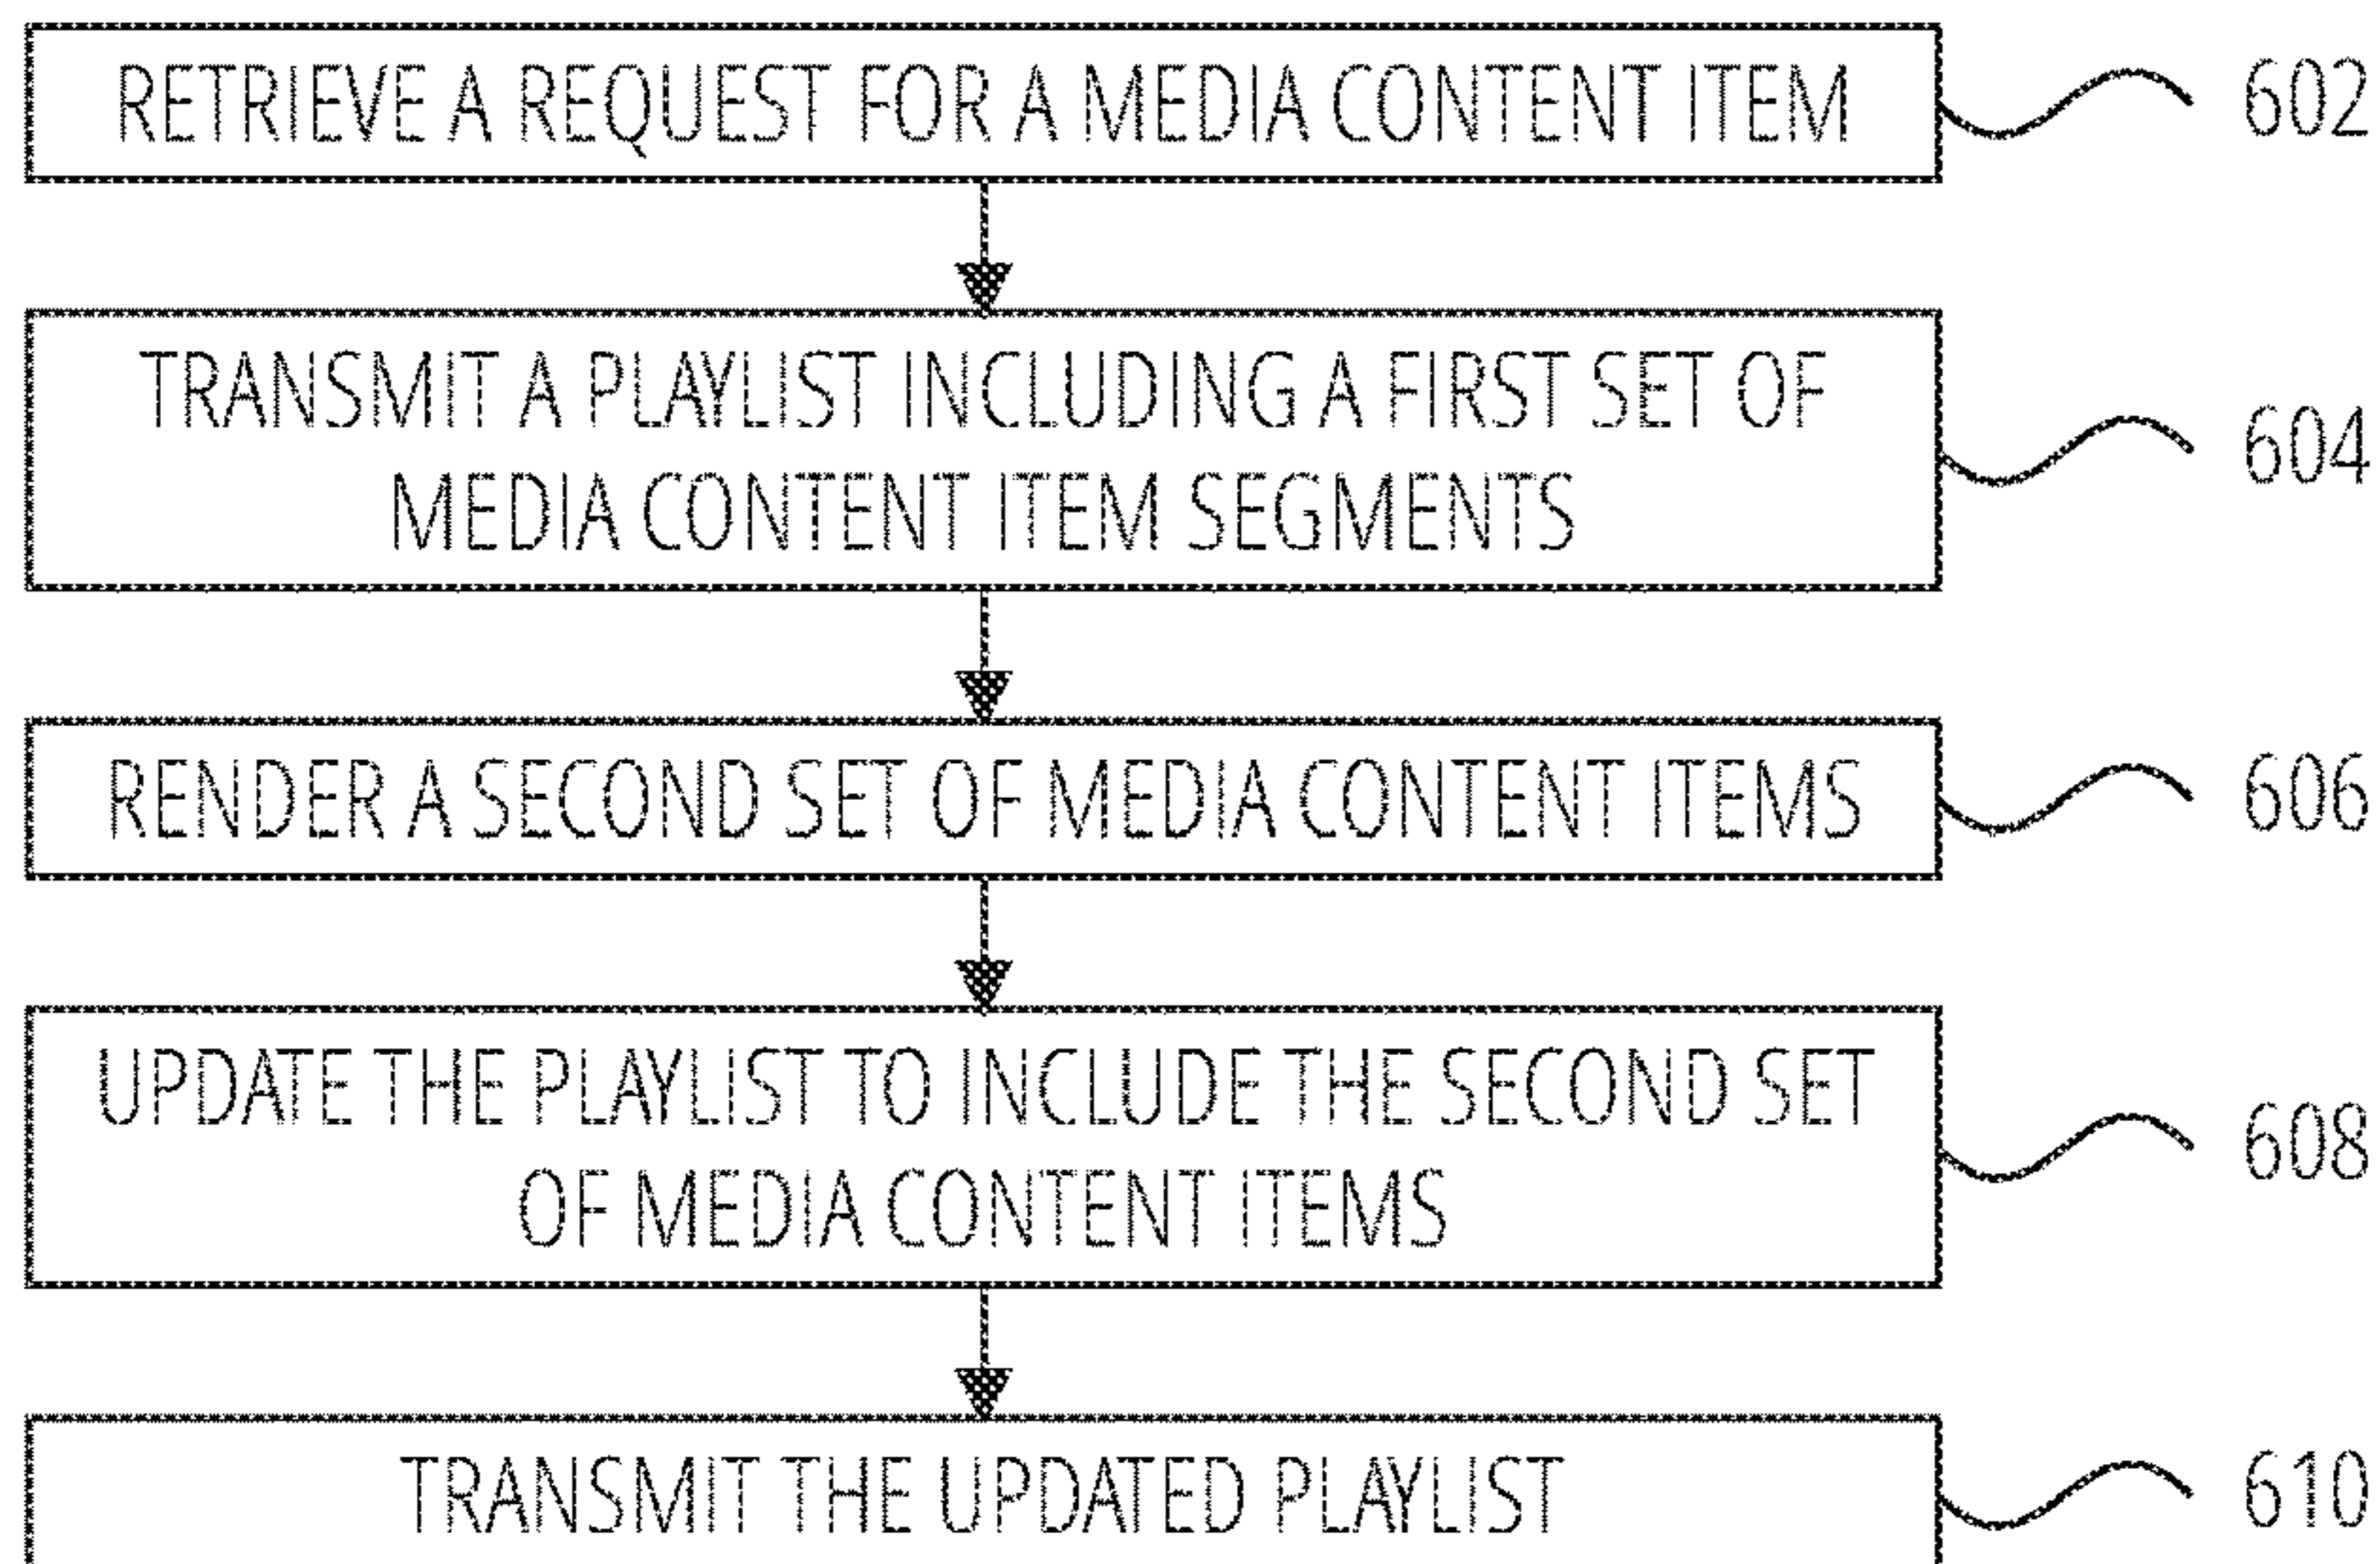 RETRIEVE A REQUEST FOR A MEDIA CONTENT ITEM
602
TRANSMIT A PLAYLIST INCLUDING A FIRST SET OF
MEDIA CONTENT ITEM SEGMENTS
604
RENDER A SECOND SET OF MEDIA CONTENT ITEMS
606
UPDATE THE PLAYLIST TO INCLUDE THE SECOND SET
OF MEDIA CONTENT ITEMS
608
TRANSMIT THE UPDATED PLAYLIST
610